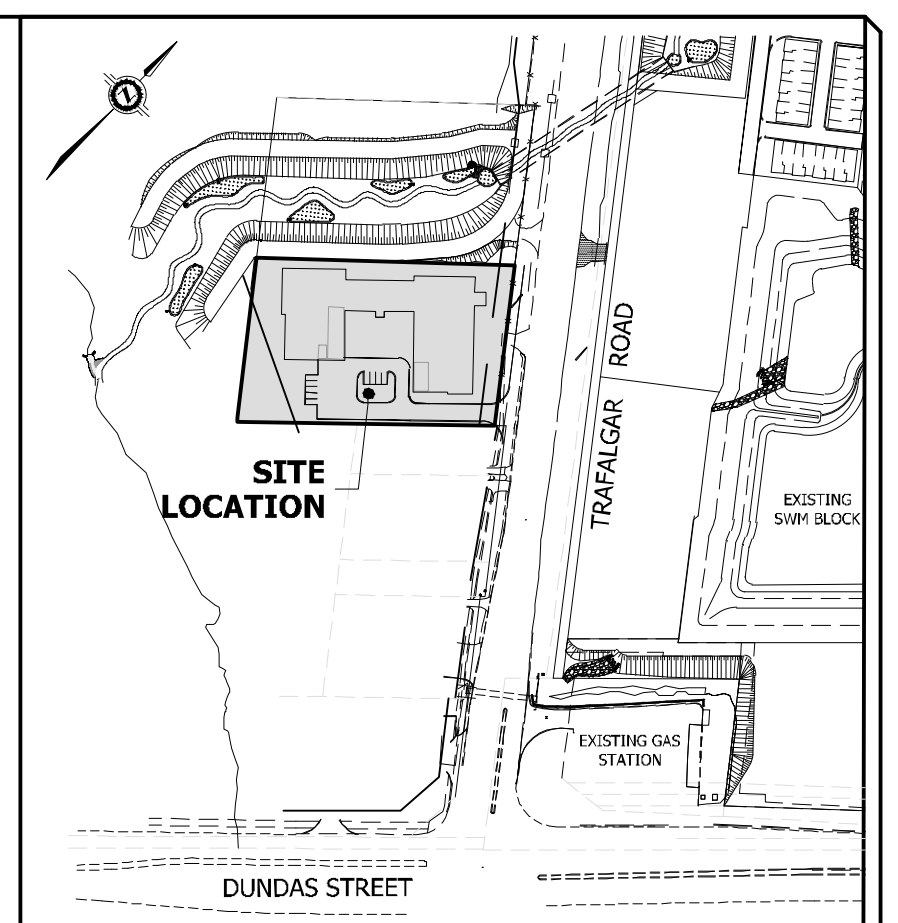 N
TRAFALGAR ROAD
SITE
LOCATION
EXISTING
SWM BLOCK
EXISTING GAS
STATION
DUNDAS STREET